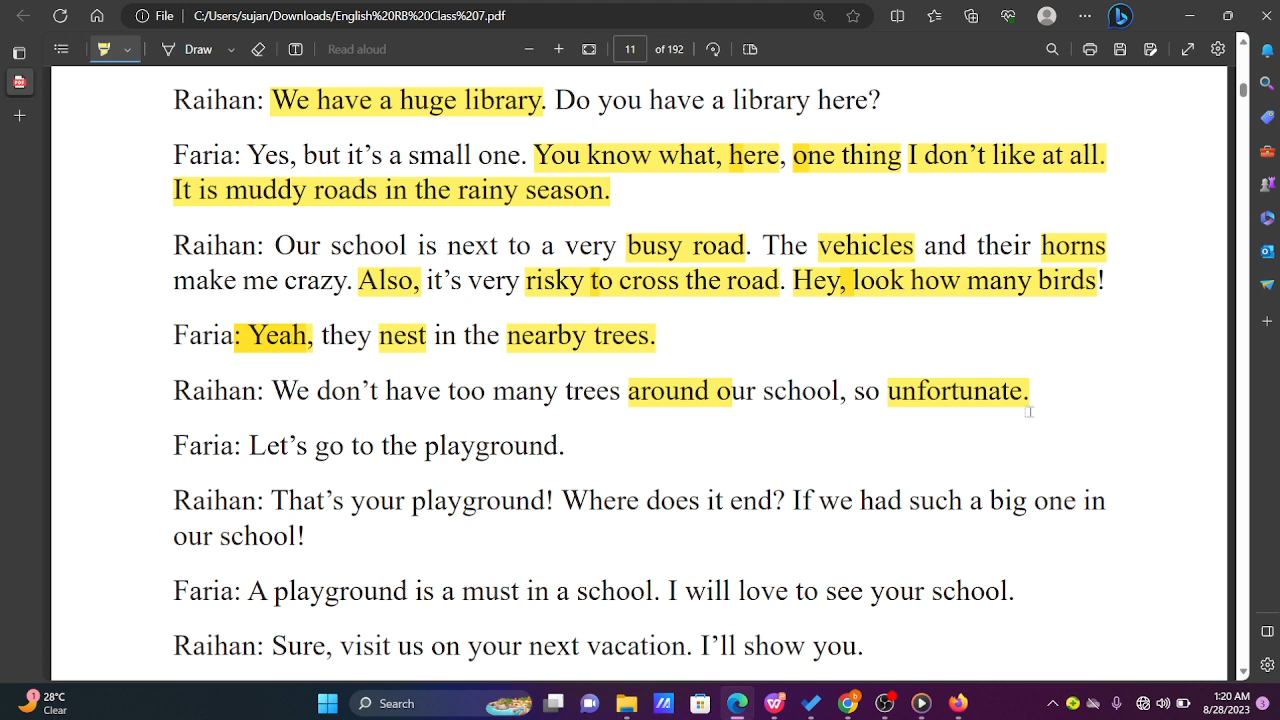 File
C:/Users/sujan/Downloads/English%20RB%20Class%207.pdf
Draw
Read aloud
11
of 192
Raihan: We have a huge library. Do you have a library here?
Faria: Yes, but it’s a small one. You know what, here, one thing I don’t like at all.
It is muddy roads in the rainy season.
Raihan: Our school is next to a very busy road. The vehicles and their horns
make me crazy. Also, it’s very risky to cross the road. Hey, look how many birds!
Faria: Yeah, they nest in the nearby trees.
Raihan: We don’t have too many trees around our school, so unfortunate.
Faria: Let’s go to the playground.
Raihan: That’s your playground! Where does it end? If we had such a big one in
our school!
Faria: A playground is a must in a school. I will love to see your school.
Raihan: Sure, visit us on your next vacation. I’ll show you.
1
28°C
Clear
Search
1:20 AM
8/28/2023
3